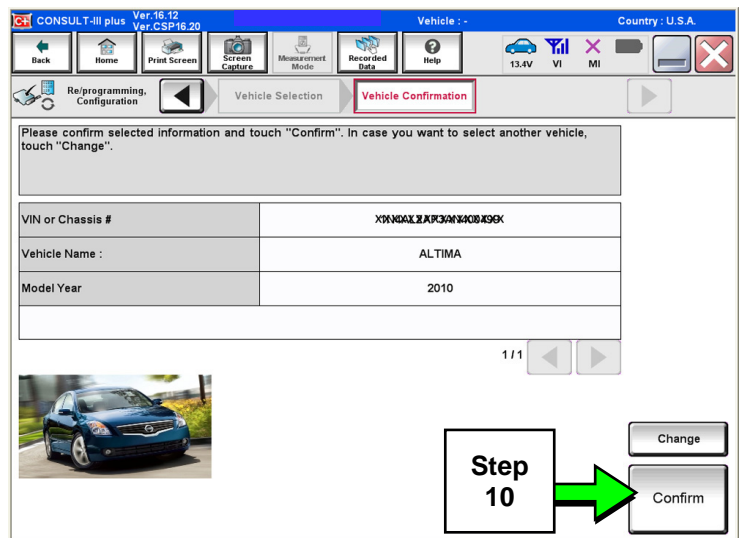 CONSULT-III plus Ver.16.12 Vehicle : - Country : U.S.A.
Ver.CSP16.20
Back Home Print Screen Screen Capture Measurement Mode Recorded Data Help 13.4V VI MI
Re/programming, Configuration Vehicle Selection Vehicle Confirmation
Please confirm selected information and touch "Confirm". In case you want to select another vehicle,
touch "Change".
VIN or Chassis #
Vehicle Name : ALTIMA
Model Year 2010
1/1
Change
Step
10
Confirm